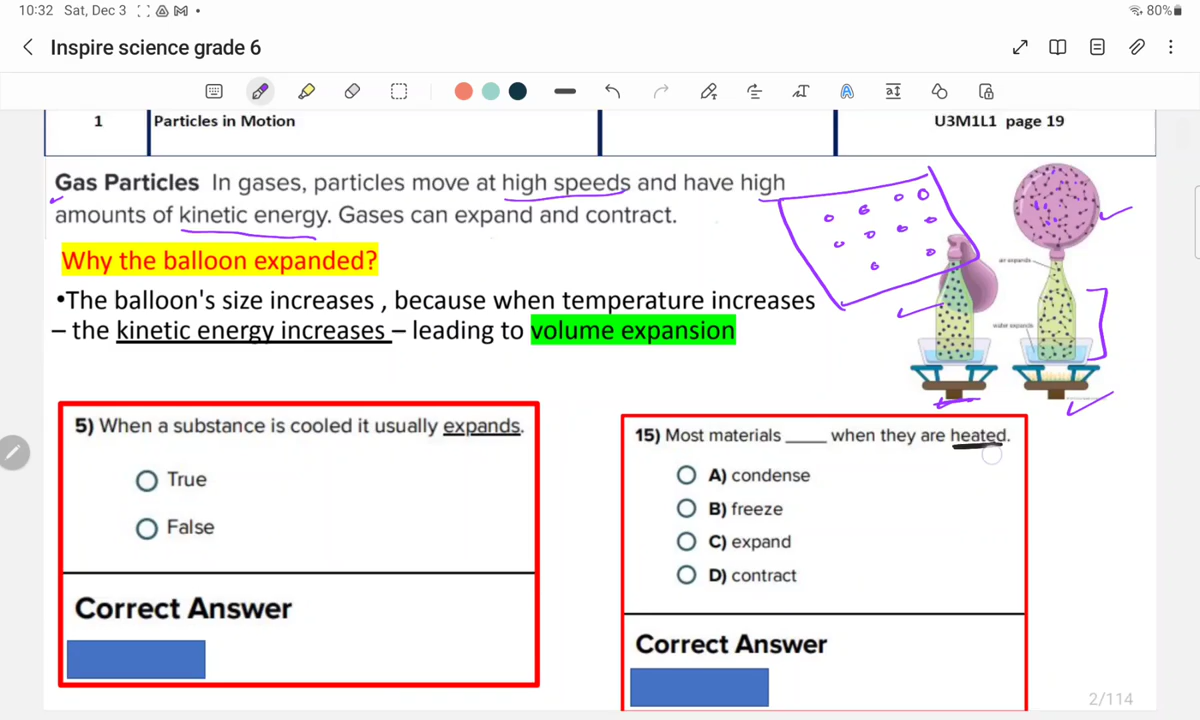 10:32 Sat, Dec 3
80%
Inspire science grade 6
1 Particles in Motion U3M1L1 page 19
Gas Particles In gases, particles move at high speeds and have high
amounts of kinetic energy. Gases can expand and contract.
Why the balloon expanded?
•The balloon's size increases , because when temperature increases
– the kinetic energy increases – leading to volume expansion
air expands
water expands
5) When a substance is cooled it usually expands.
True
False
Correct Answer
15) Most materials ____ when they are heated.
A) condense
B) freeze
C) expand
D) contract
Correct Answer
2/114